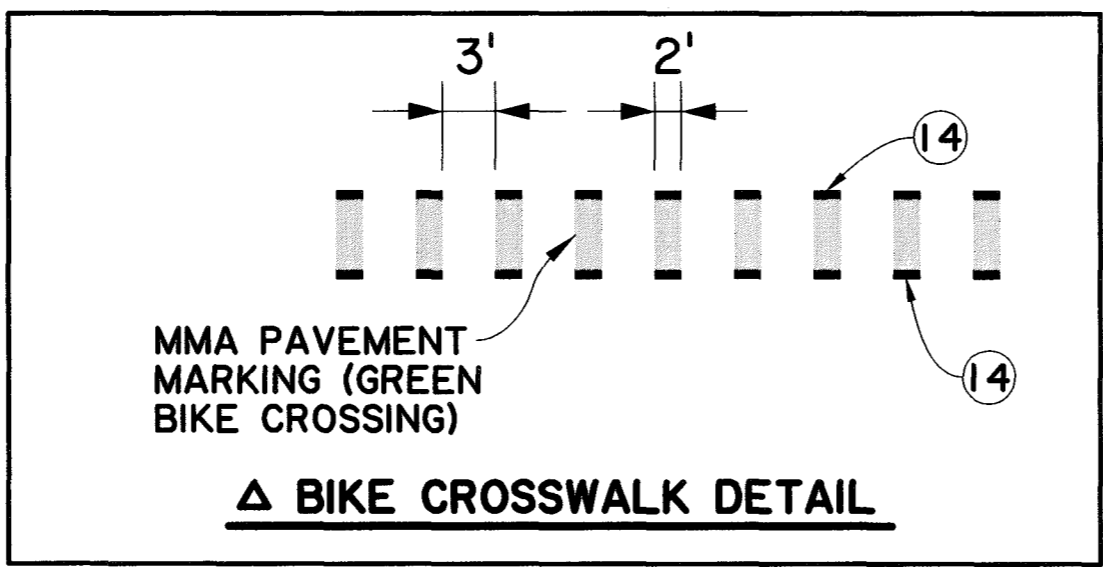 3' 2'
14
MMA PAVEMENT
MARKING (GREEN
BIKE CROSSING)
14
Δ BIKE CROSSWALK DETAIL